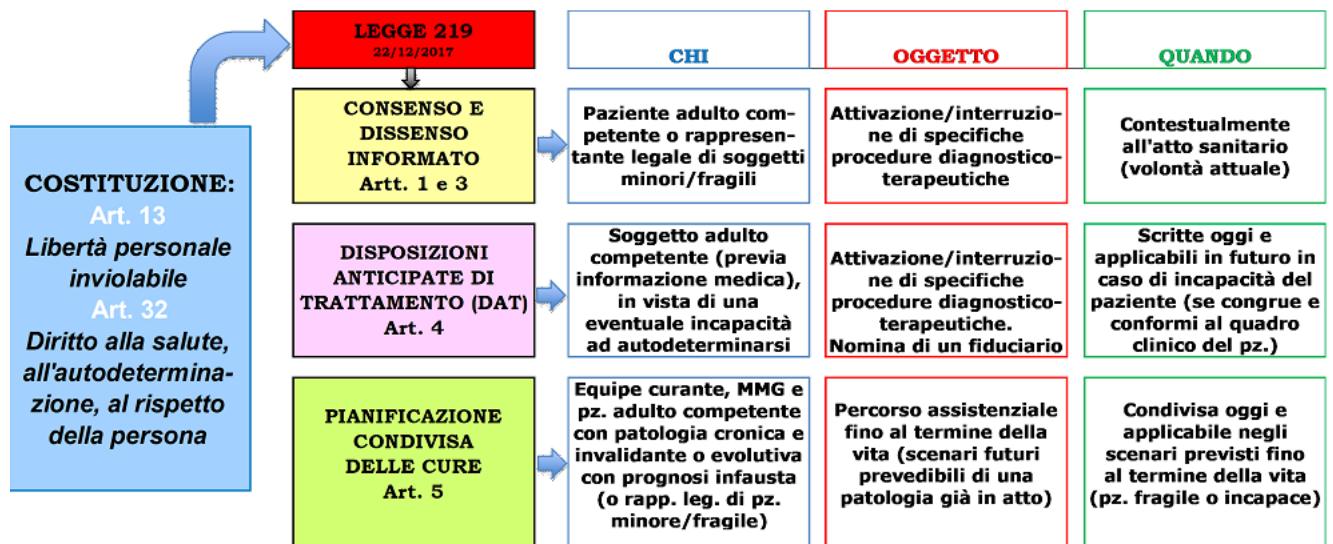 COSTITUZIONE:
Art. 13
Libertà personale
inviolabile
Art. 32
Diritto alla salute,
all'autodetermina-
zione, al rispetto
della persona
LEGGE 219
22/12/2017
CHI
OGGETTO
QUANDO
CONSENSO E
DISSENSO
INFORMATO
Artt. 1 e 3
Paziente adulto com-
petente o rappresen-
tante legale di soggetti
minori/fragili
Attivazione/interruzio-
ne di specifiche
procedure diagnostico-
terapeutiche
Contestualmente
all'atto sanitario
(volontà attuale)
DISPOSIZIONI
ANTICIPATE DI
TRATTAMENTO (DAT)
Art. 4
Soggetto adulto
competente (previa
informazione medica),
in vista di una
eventuale incapacità
ad autodeterminarsi
Attivazione/interruzio-
ne di specifiche
procedure diagnostico-
terapeutiche.
Nomina di un fiduciario
Scritte oggi e
applicabili in futuro in
caso di incapacità del
paziente (se congrue e
conformi al quadro
clinico del pz.)
PIANIFICAZIONE
CONDIVISA
DELLE CURE
Art. 5
Equipe curante, MMG e
pz. adulto competente
con patologia cronica e
invalidante o evolutiva
con prognosi infausta
(o rapp. leg. di pz.
minore/fragile)
Percorso assistenziale
fino al termine della
vita (scenari futuri
prevedibili di una
patologia già in atto)
Condivisa oggi e
applicabile negli
scenari previsti fino
al termine della vita
(pz. fragile o incapace)